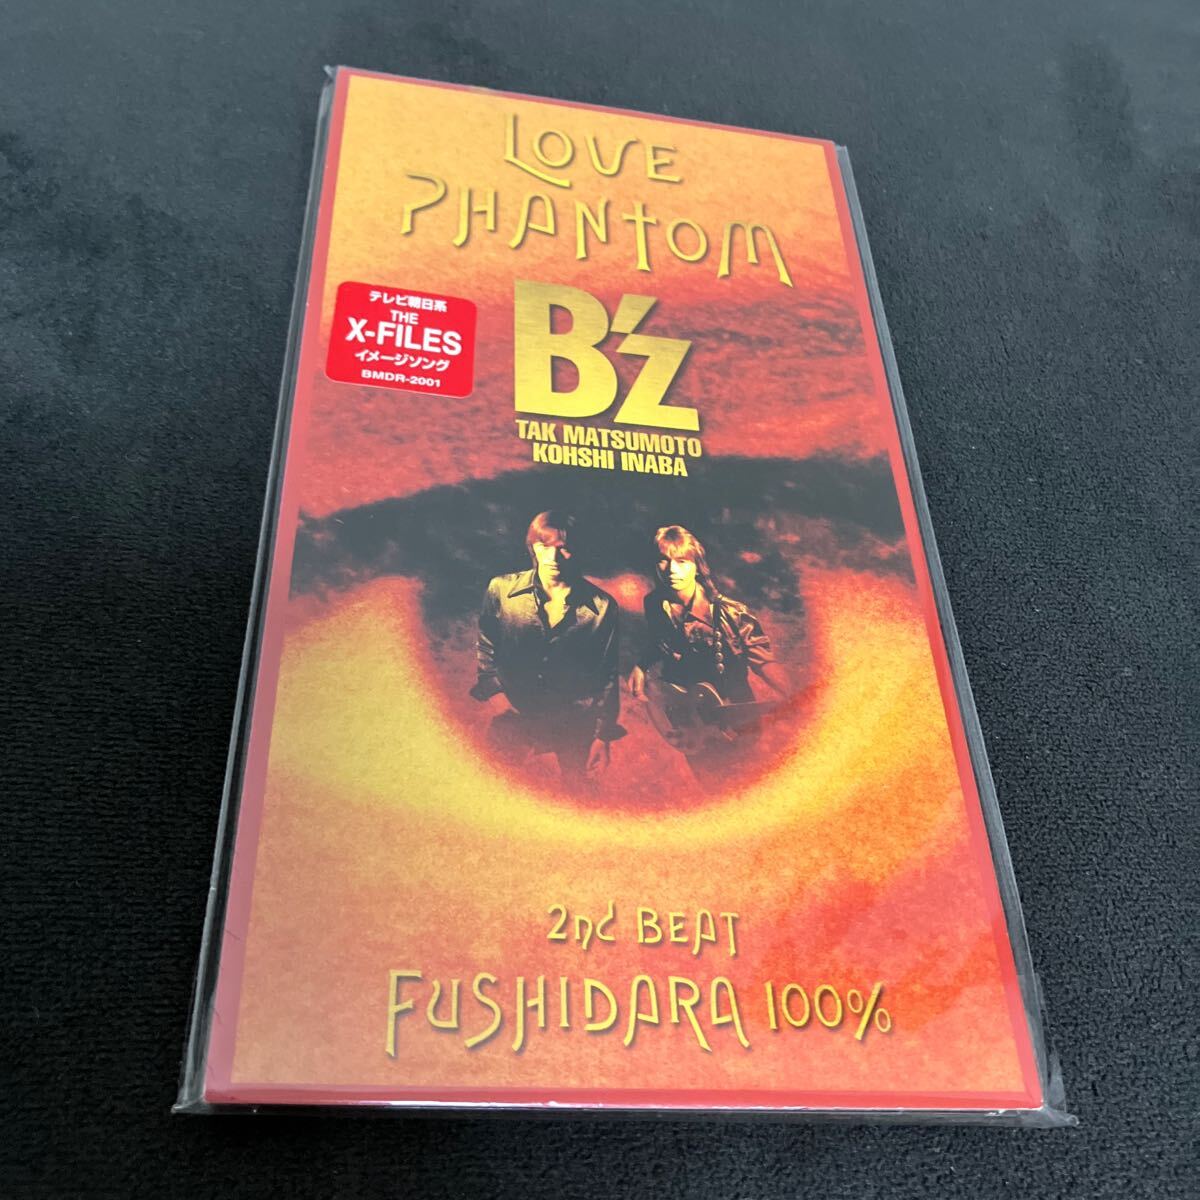 LOVE
PHANTOM
テレビ朝日系
THE
X-FILES
イメージソング
BMDR-2001
B'z
TAK MATSUMOTO
KOHSHI INABA
2nd BEAT
FUSHIDARA 100%